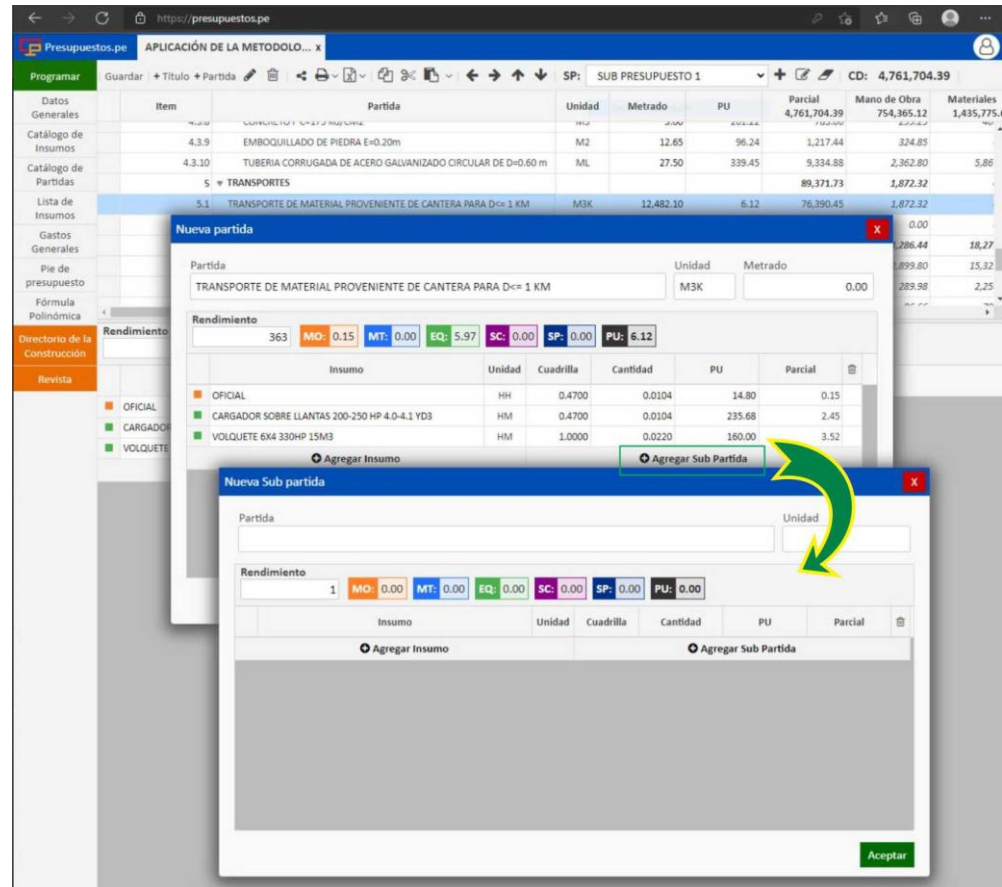 https://presupuestos.pe
Presupuestos.pe APLICACIÓN DE LA METODOLO... x
Programar Guardar + Título + Partida SP: SUB PRESUPUESTO 1 CD: 4,761,704.39
Datos Generales
Catálogo de Insumos
Catálogo de Partidas
Lista de Insumos
Gastos Generales
Pie de presupuesto
Fórmula Polinómica
Directorio de la Construcción
Revista
Item Partida Unidad Metrado PU Parcial Mano de Obra Materiales
4,761,704.39 754,365.12 1,435,775.
4.3.9 EMBOQUILLADO DE PIEDRA E=0.20m M2 12.65 96.24 1,217.44 324.85
4.3.10 TUBERIA CORRUGADA DE ACERO GALVANIZADO CIRCULAR DE D=0.60 m ML 27.50 339.45 9,334.88 2,362.80 5,86
5 TRANSPORTES 89,371.73 1,872.32
5.1 TRANSPORTE DE MATERIAL PROVENIENTE DE CANTERA PARA D<= 1 KM M3K 12,482.10 6.12 76,390.45 1,872.32
0.00
,286.44 18,27
,899.80 15,32
289.98 2,25
Rendimiento
OFICIAL
CARGADOR
VOLQUETE
Nueva partida X
Partida Unidad Metrado
TRANSPORTE DE MATERIAL PROVENIENTE DE CANTERA PARA D<= 1 KM M3K 0.00
Rendimiento
363 MO: 0.15 MT: 0.00 EQ: 5.97 SC: 0.00 SP: 0.00 PU: 6.12
Insumo Unidad Cuadrilla Cantidad PU Parcial
OFICIAL HH 0.4700 0.0104 14.80 0.15
CARGADOR SOBRE LLANTAS 200-250 HP 4.0-4.1 YD3 HM 0.4700 0.0104 235.68 2.45
VOLQUETE 6X4 330HP 15M3 HM 1.0000 0.0220 160.00 3.52
Agregar Insumo Agregar Sub Partida
Nueva Sub partida X
Partida Unidad
Rendimiento
1 MO: 0.00 MT: 0.00 EQ: 0.00 SC: 0.00 SP: 0.00 PU: 0.00
Insumo Unidad Cuadrilla Cantidad PU Parcial
Agregar Insumo Agregar Sub Partida
Aceptar